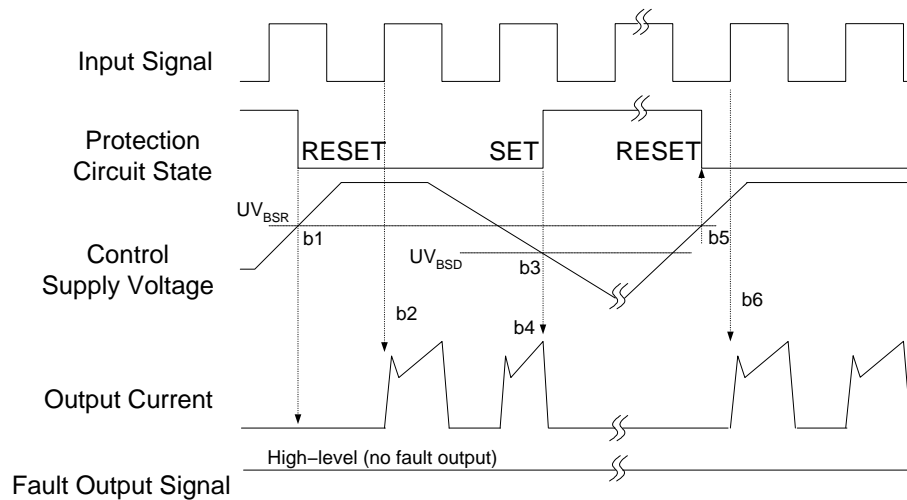 Input Signal
Protection
Circuit State
RESET
SET
RESET
UV_BSR
b1
b5
Control
Supply Voltage
UV_BSD
b3
b2
b4
b6
Output Current
High−level (no fault output)
Fault Output Signal